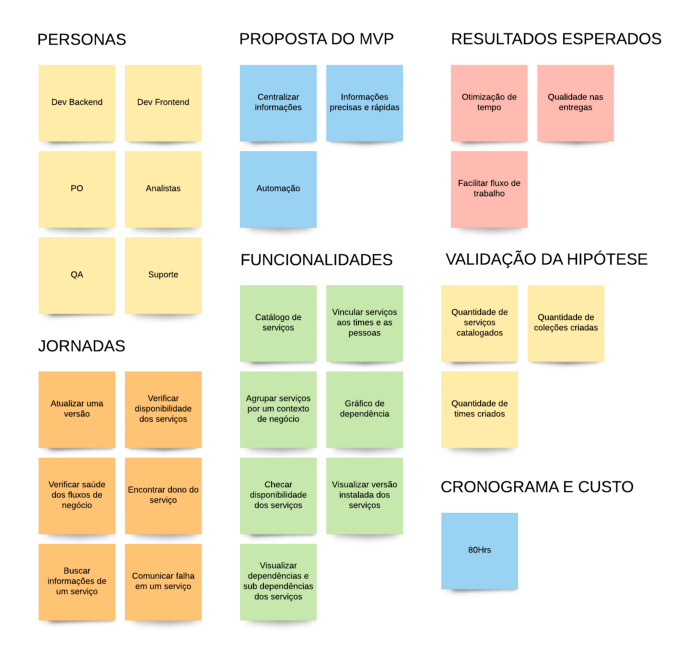 PERSONAS
Dev Backend
Dev Frontend
PO
Analistas
QA
Suporte
JORNADAS
Atualizar uma
versão
Verificar
disponibilidade
dos serviços
Verificar saúde
dos fluxos de
negócio
Encontrar dono do
serviço
Buscar
informações de
um serviço
Comunicar falha
em um serviço
PROPOSTA DO MVP
Centralizar
informações
Informações
precisas e rápidas
Automação
FUNCIONALIDADES
Catálogo de
serviços
Vincular serviços
aos times e as
pessoas
Agrupar serviços
por um contexto
de negócio
Gráfico de
dependência
Checar
disponibilidade
dos serviços
Visualizar versão
instalada dos
serviços
Visualizar
dependências e
sub dependências
dos serviços
RESULTADOS ESPERADOS
Otimização de
tempo
Qualidade nas
entregas
Facilitar fluxo de
trabalho
VALIDAÇÃO DA HIPÓTESE
Quantidade de
serviços
catalogados
Quantidade de
coleções criadas
Quantidade de
times criados
CRONOGRAMA E CUSTO
80Hrs